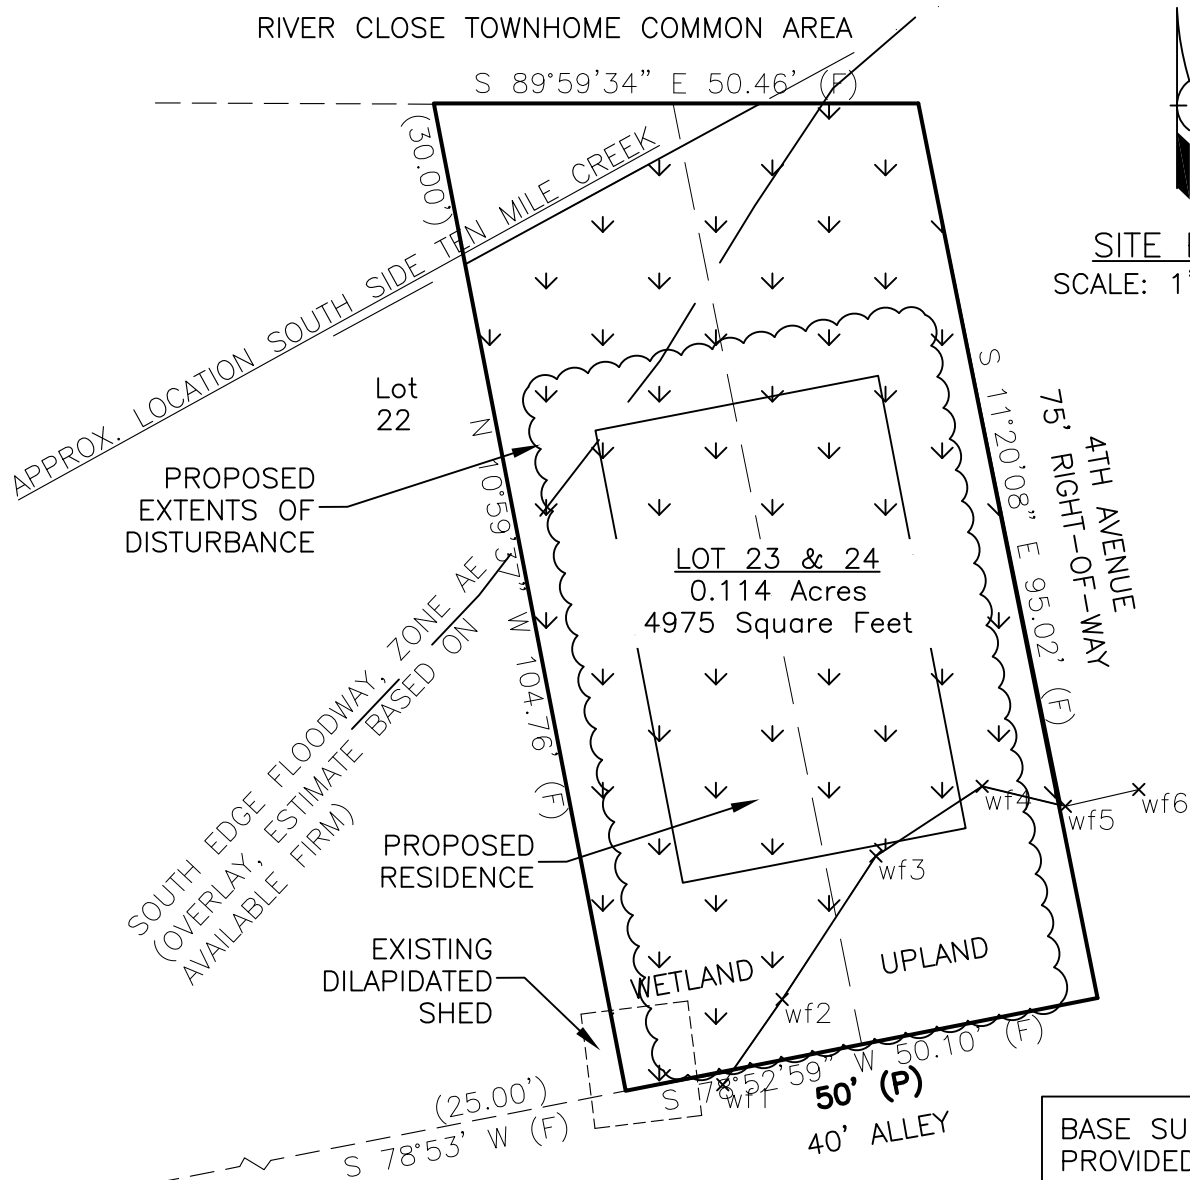 RIVER CLOSE TOWNHOME COMMON AREA
S 89°59'34" E 50.46' (F)
(30.00')
APPROX. LOCATION SOUTH SIDE TEN MILE CREEK
SITE
SCALE: 1"
Lot
22
PROPOSED
EXTENTS OF
DISTURBANCE
N 10°59'37" W 104.76' (F)
S 11°20'08" E 95.02' (F)
4TH AVENUE
75' RIGHT-OF-WAY
LOT 23 & 24
0.114 Acres
4975 Square Feet
SOUTH EDGE FLOODWAY, ZONE AE
(OVERLAY, ESTIMATE BASED ON
AVAILABLE FIRM)
PROPOSED
RESIDENCE
wf4
wf5
wf6
wf3
EXISTING
DILAPIDATED
SHED
WETLAND
UPLAND
wf2
wf1
S 78°52'59" W 50.10' (F)
50' (P)
40' ALLEY
(25.00')
S 78°53' W (F)
BASE SU
PROVIDED